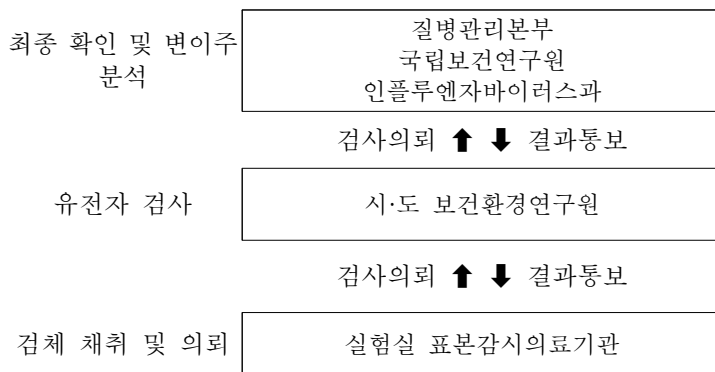 최종 확인 및 변이주
분석
질병관리본부
국립보건연구원
인플루엔자바이러스과
검사의뢰 ⬆ ⬇ 결과통보
유전자 검사
시·도 보건환경연구원
검사의뢰 ⬆ ⬇ 결과통보
검체 채취 및 의뢰
실험실 표본감시의료기관